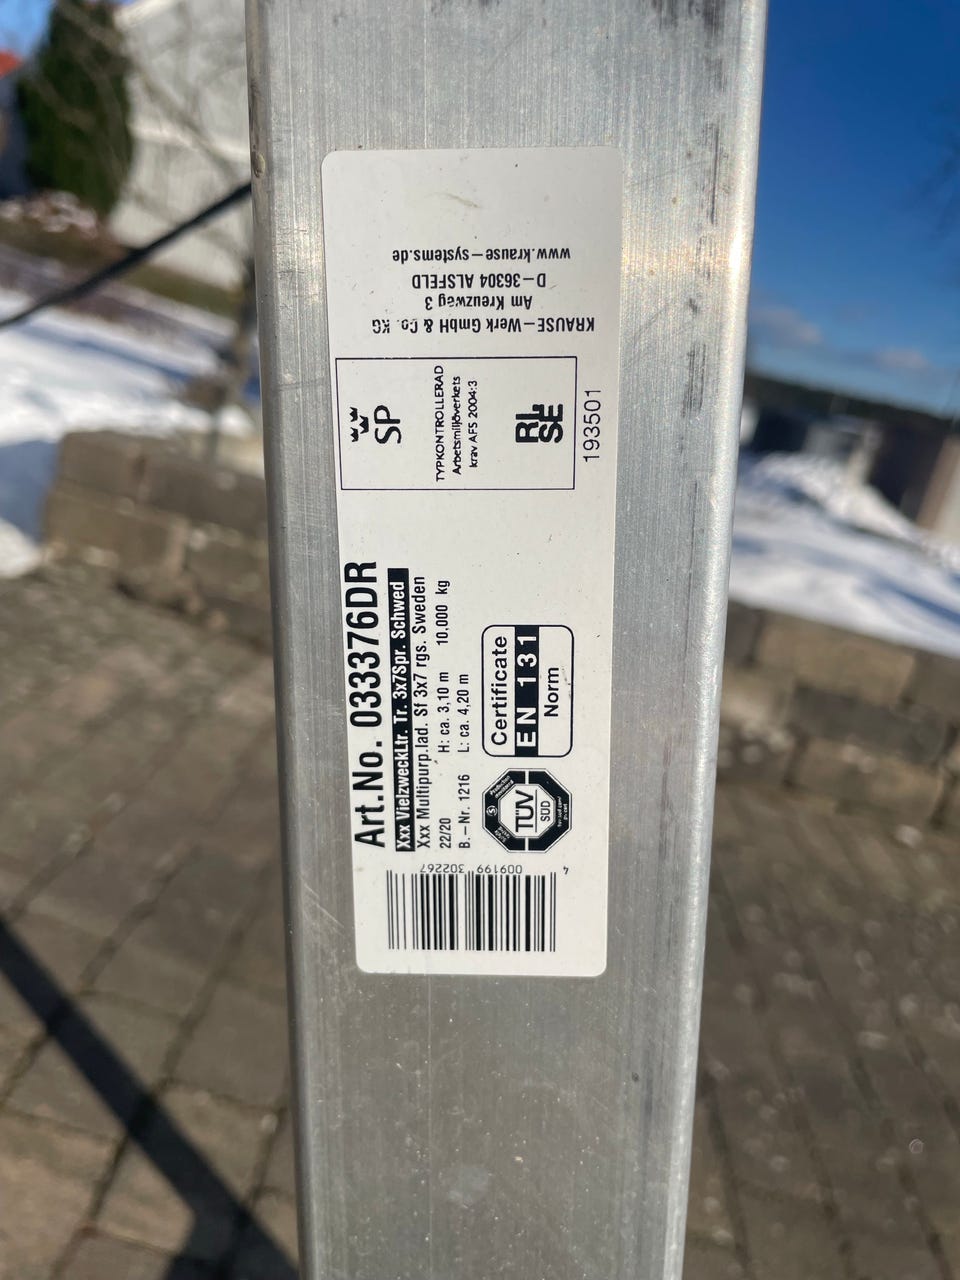 KRAUSE-Werk GmbH & Co. KG
Am Kreuzweg 3
D-36304 ALSFELD
www.krause-systems.de
SP
TYPKONTROLLERAD
Arbetsmiljöverkets
krav AFS 2004:3
RISE
193501
Art.No. 033376DR
Xxx VielzweckLtr. Tr. 3x7Spr. Schwed
Xxx Multipurp.lad. Sf 3x7 rgs. Sweden
22/20 H: ca. 3,10 m 10,000 kg
B.-Nr. 1216 L: ca. 4,20 m
Certificate
EN 131
Norm
TÜV
SÜD
4 009199 302267